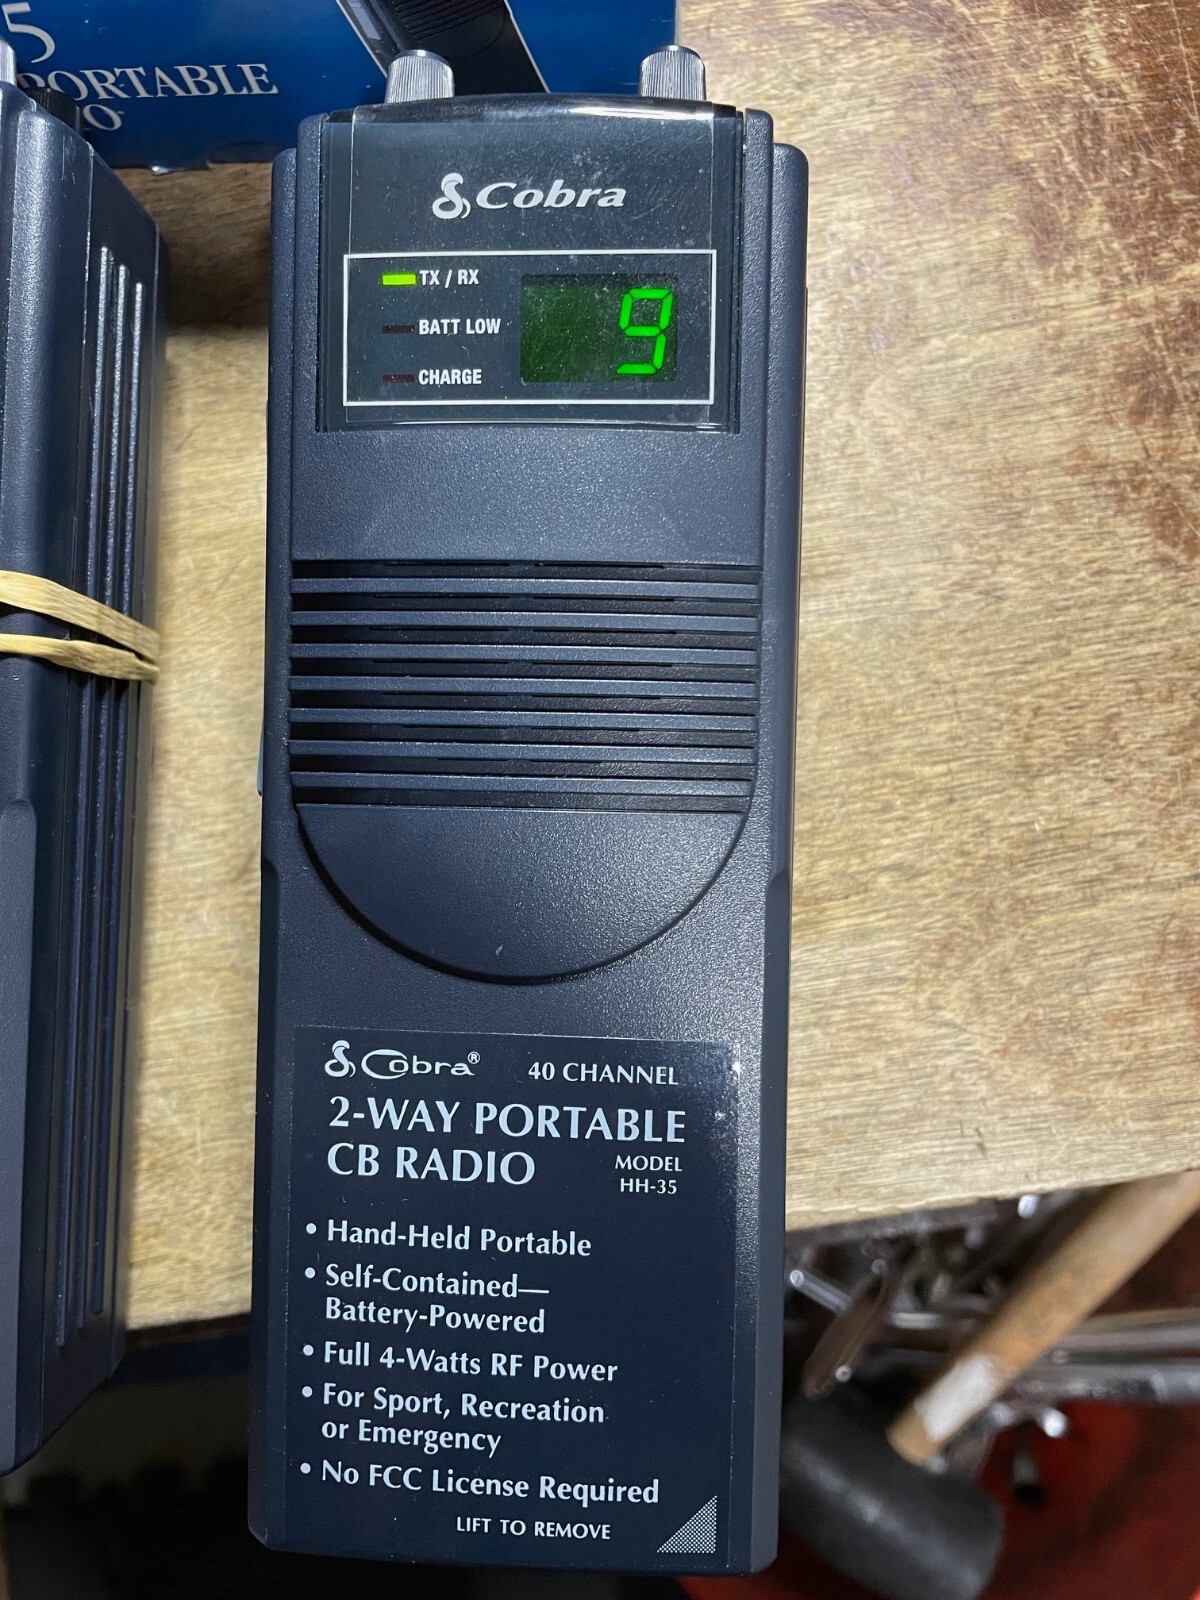 5
PORTABLE
Cobra
TX / RX
BATT LOW
CHARGE
9
Cobra® 40 CHANNEL
2-WAY PORTABLE
CB RADIO
MODEL
HH-35
• Hand-Held Portable
• Self-Contained—
Battery-Powered
• Full 4-Watts RF Power
• For Sport, Recreation
or Emergency
• No FCC License Required
LIFT TO REMOVE